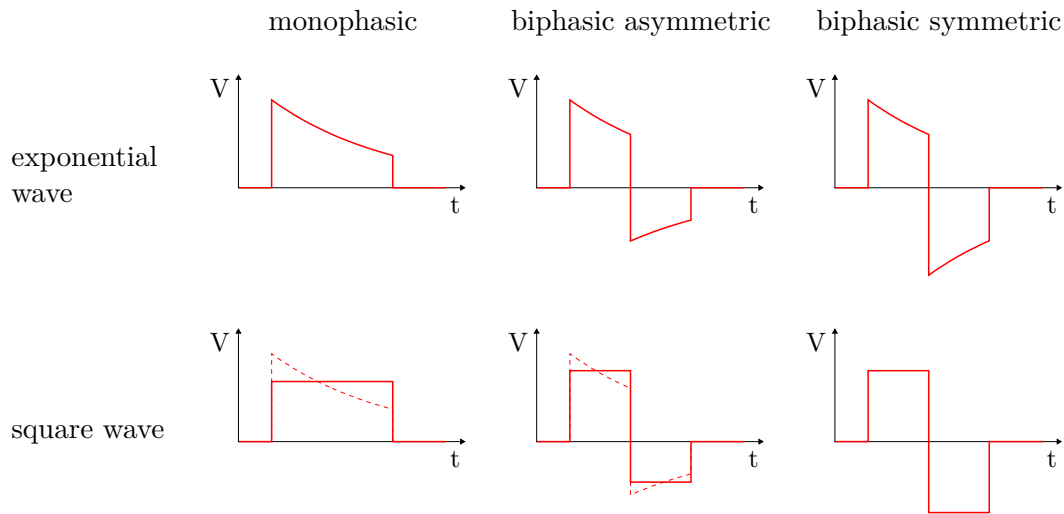 monophasic
biphasic asymmetric
biphasic symmetric
V
V
V
exponential
wave
t
t
t
V
V
V
square wave
t
t
t